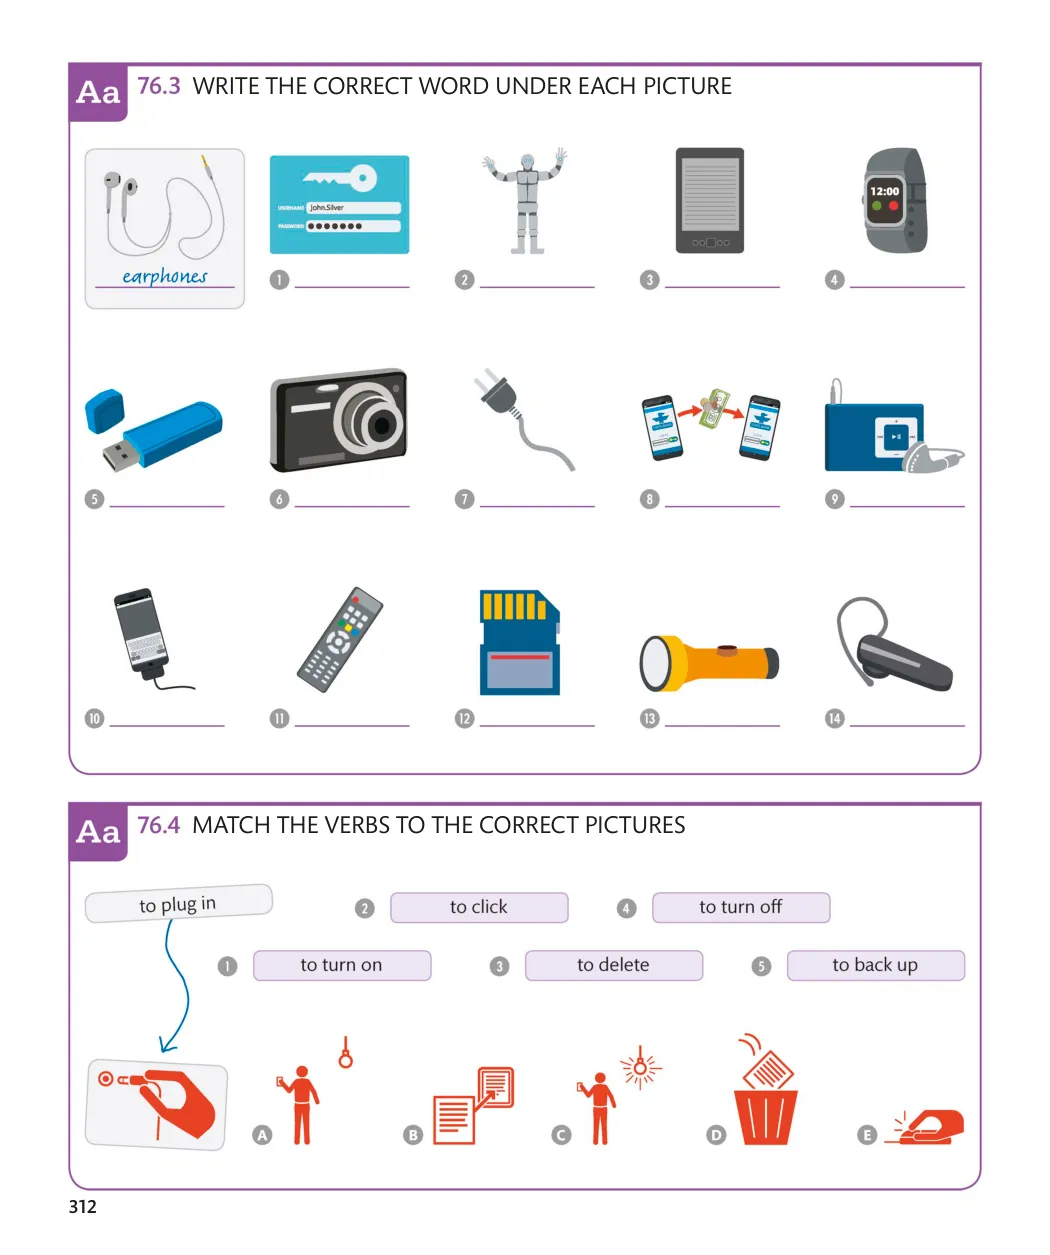 Aa 76.3 WRITE THE CORRECT WORD UNDER EACH PICTURE
USERNAME John.Silver
PASSWORD
12:00
earphones
1 2 3 4
5 6 7 8 9
10 11 12 13 14
Aa 76.4 MATCH THE VERBS TO THE CORRECT PICTURES
to plug in
2 to click
4 to turn off
1 to turn on
3 to delete
5 to back up
A B C D E
312